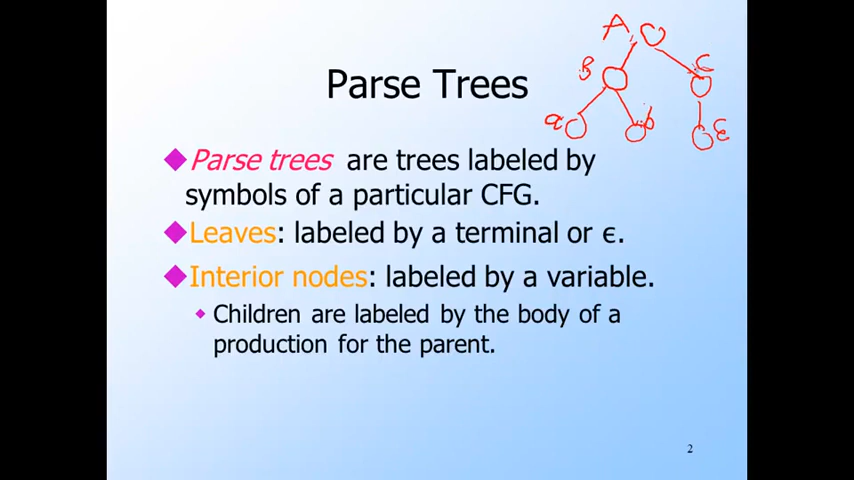 A
B
C
a
b
ε
Parse Trees
Parse trees are trees labeled by
symbols of a particular CFG.
Leaves: labeled by a terminal or ϵ.
Interior nodes: labeled by a variable.
Children are labeled by the body of a
production for the parent.
2